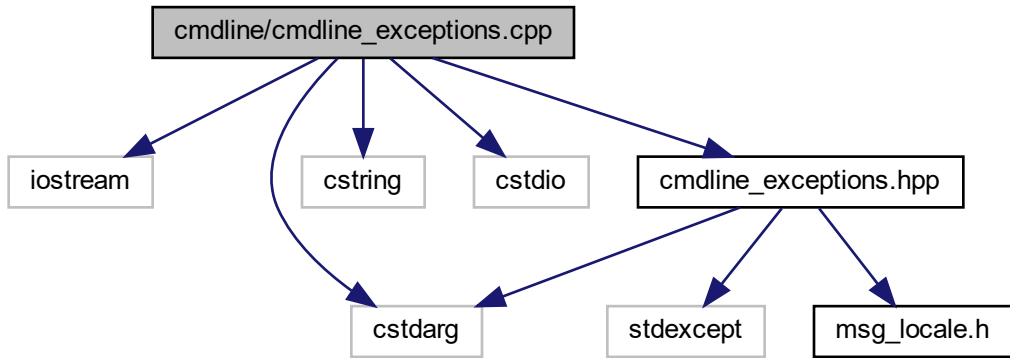 cmdline/cmdline_exceptions.cpp
iostream
cstring
cstdio
cmdline_exceptions.hpp
cstdarg
stdexcept
msg_locale.h